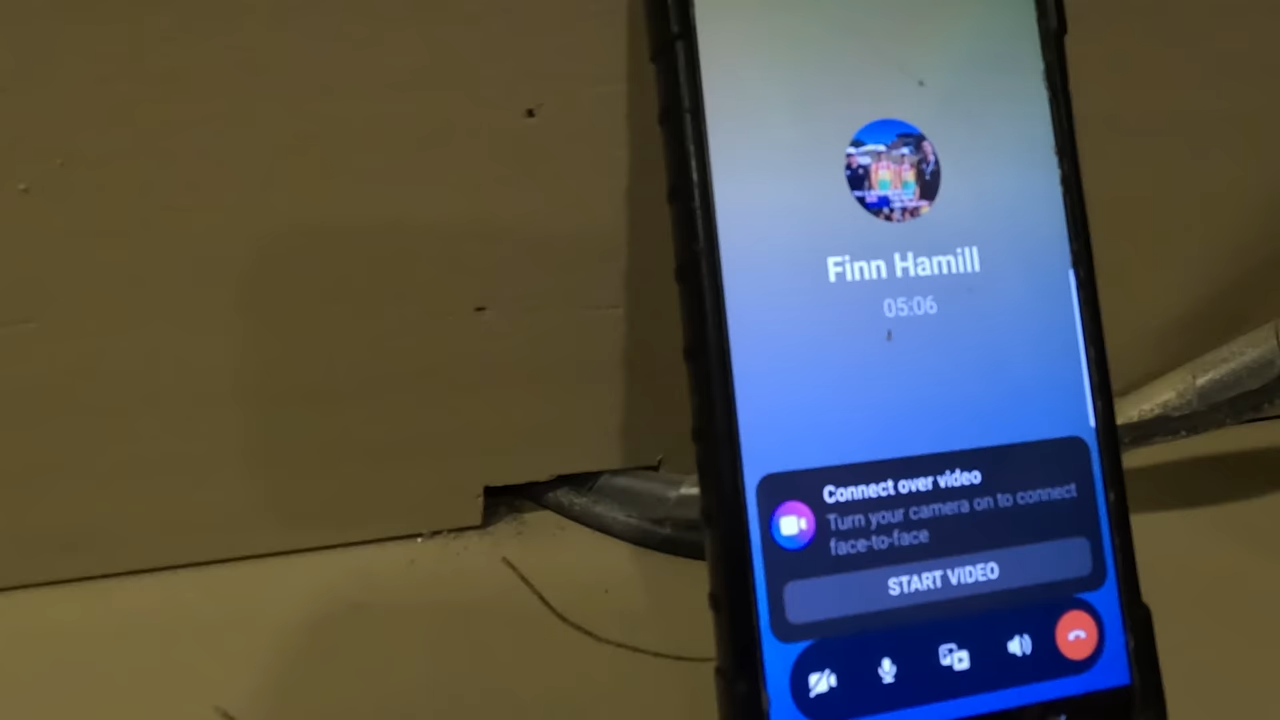 Finn Hamill
05:06
Connect over video
Turn your camera on to connect
face-to-face
START VIDEO